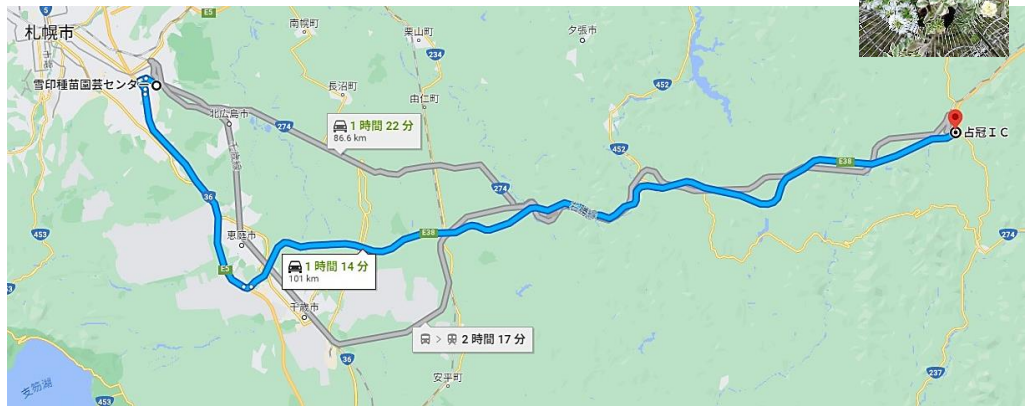 E5
5
南幌町
栗山町
夕張市
札幌市
234
452
雪印種苗園芸センター
長沼町
由仁町
北広島市
274
1 時間 22 分
86.6 km
452
占冠ＩＣ
E38
274
36
恵庭市
E38
274
453
1 時間 14 分
101 km
E5
千歳市
2 時間 17 分
36
安平町
237
支笏湖
453